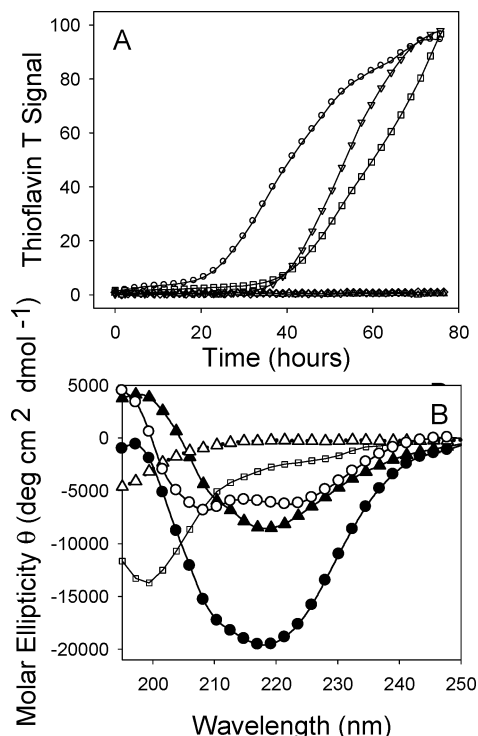 A
Thioflavin T Signal
100
80
60
40
20
0
0 20 40 60 80
Time (hours)
B
Molar Ellipticity θ (deg cm 2 dmol -1)
5000
0
-5000
-10000
-15000
-20000
200 210 220 230 240 250
Wavelength (nm)